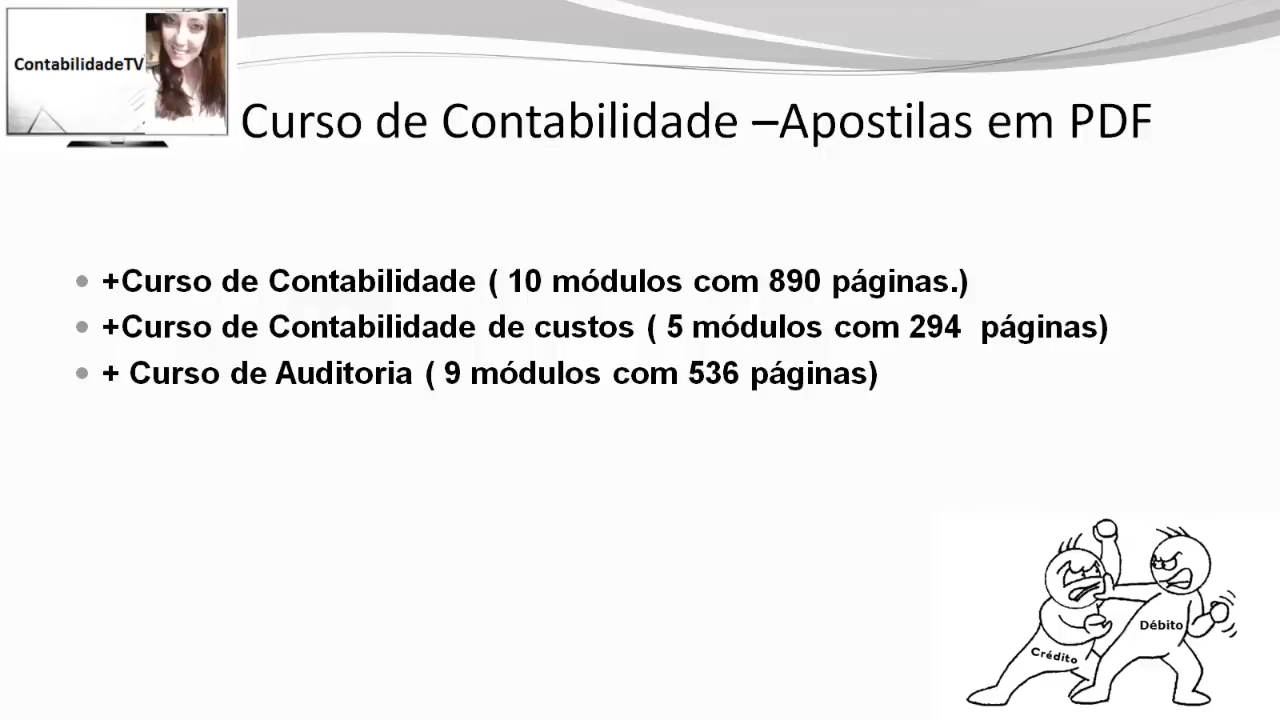 ContabilidadeTV
Curso de Contabilidade –Apostilas em PDF
+Curso de Contabilidade ( 10 módulos com 890 páginas.)
+Curso de Contabilidade de custos ( 5 módulos com 294  páginas)
+ Curso de Auditoria ( 9 módulos com 536 páginas)
Débito
Crédito